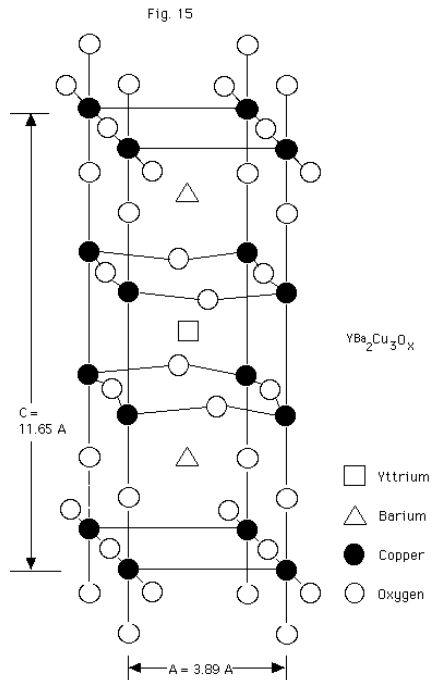 Fig. 15
YBa2Cu3Ox
C =
11.65 A
Yttrium
Barium
Copper
Oxygen
A = 3.89 A